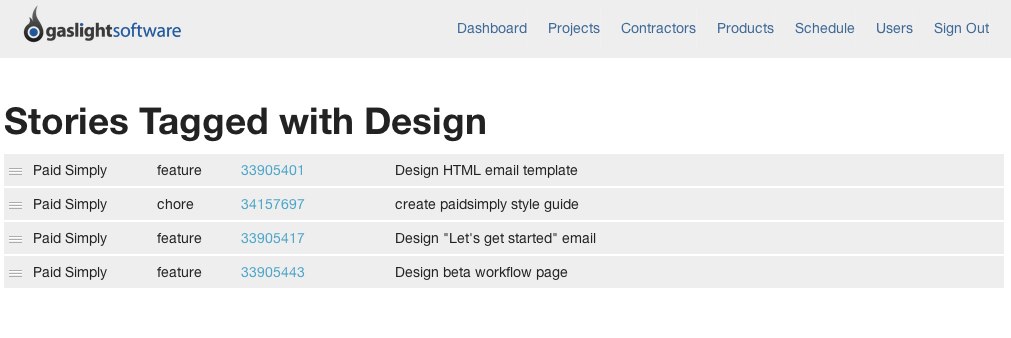 gaslightsoftware Dashboard Projects Contractors Products Schedule Users Sign Out
Stories Tagged with Design
Paid Simply feature 33905401 Design HTML email template
Paid Simply chore 34157697 create paidsimply style guide
Paid Simply feature 33905417 Design "Let's get started" email
Paid Simply feature 33905443 Design beta workflow page